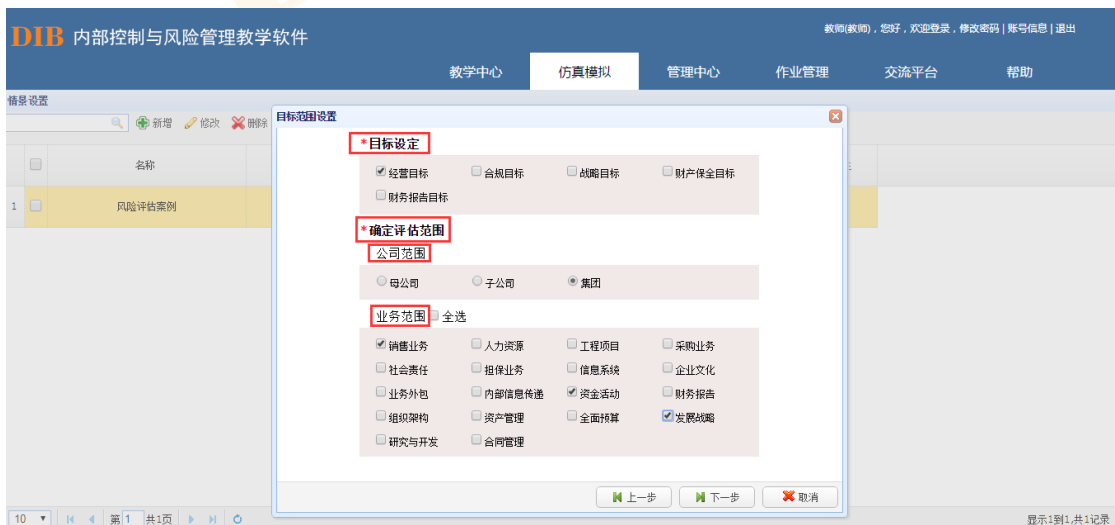 DIB 内部控制与风险管理教学软件
教师(教师)，您好，欢迎登录，修改密码 | 账号信息 | 退出
教学中心 仿真模拟 管理中心 作业管理 交流平台 帮助
情景设置
新增 修改 删除
名称
1 风险评估案例
目标范围设置
*目标设定
经营目标 合规目标 战略目标 财产保全目标
财务报告目标
*确定评估范围
公司范围
母公司 子公司 集团
业务范围 全选
销售业务 人力资源 工程项目 采购业务
社会责任 担保业务 信息系统 企业文化
业务外包 内部信息传递 资金活动 财务报告
组织架构 资产管理 全面预算 发展战略
研究与开发 合同管理
上一步 下一步 取消
10 第 1 共1页 显示1到1,共1记录